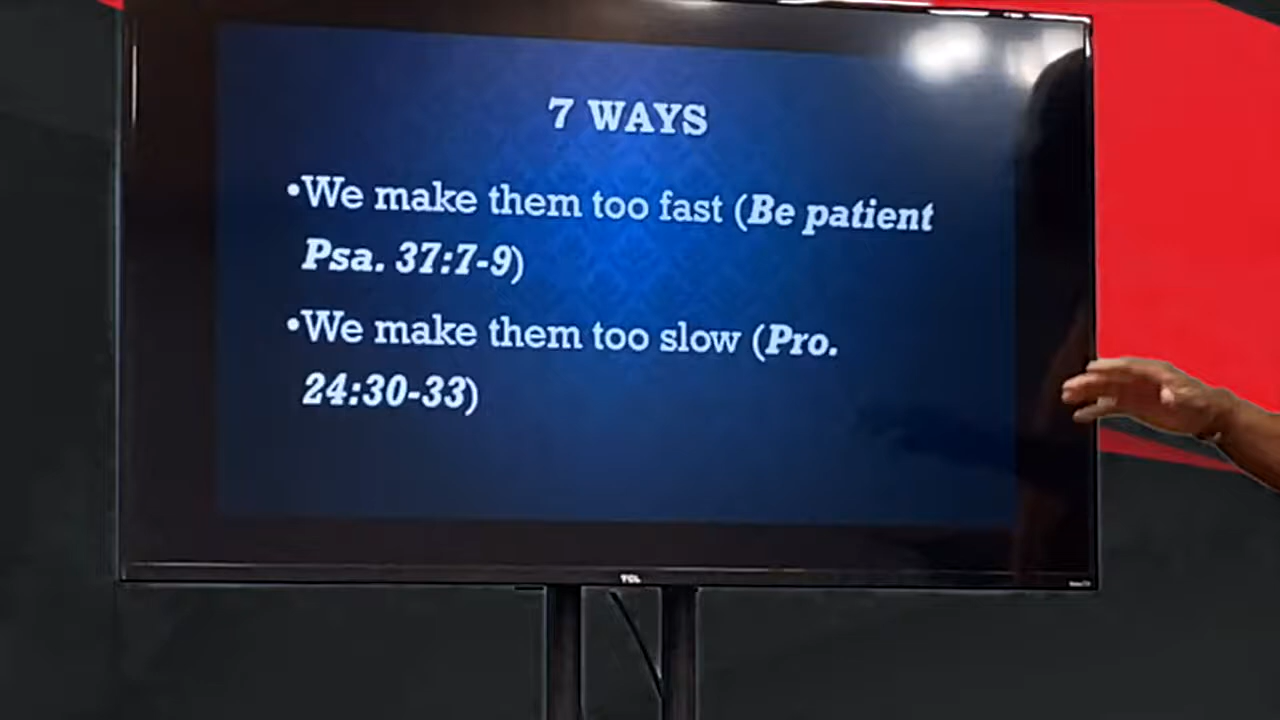 7 WAYS
•We make them too fast (Be patient
Psa. 37:7-9)
•We make them too slow (Pro.
24:30-33)
TCL